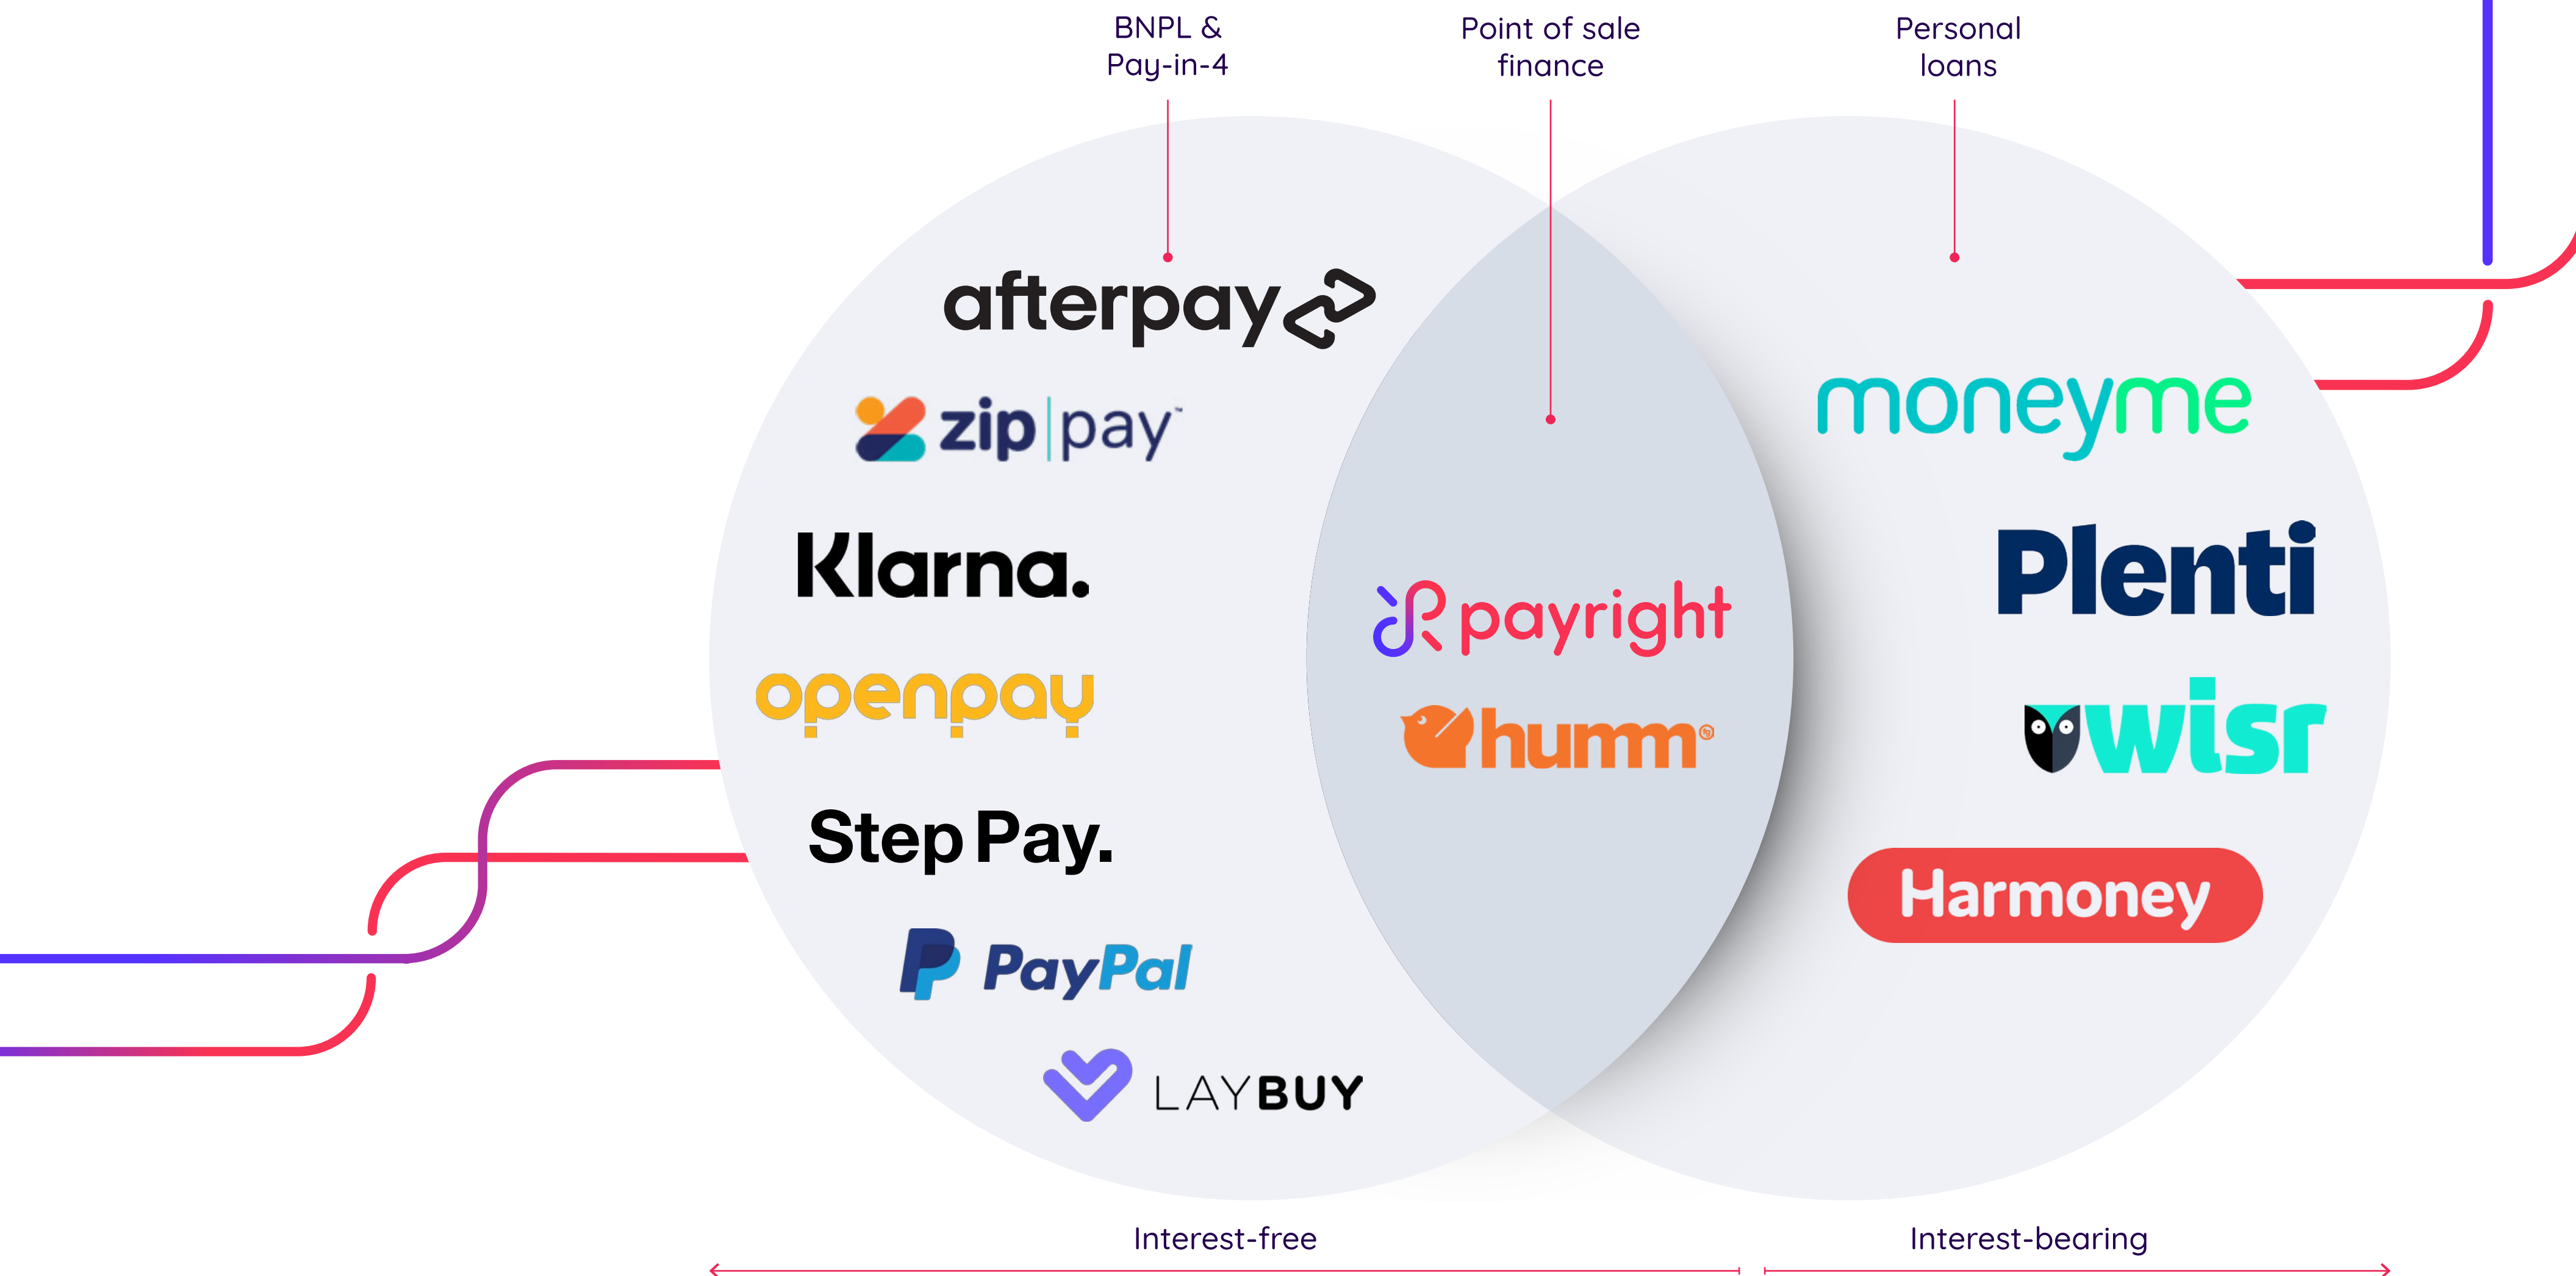 BNPL &
Pay-in-4
Point of sale
finance
Personal
loans
afterpay
zip|pay™
Klarna.
openpay
Step Pay.
PayPal
LAYBUY
payright
humm
moneyme
Plenti
wisr
Harmoney
Interest-free
Interest-bearing